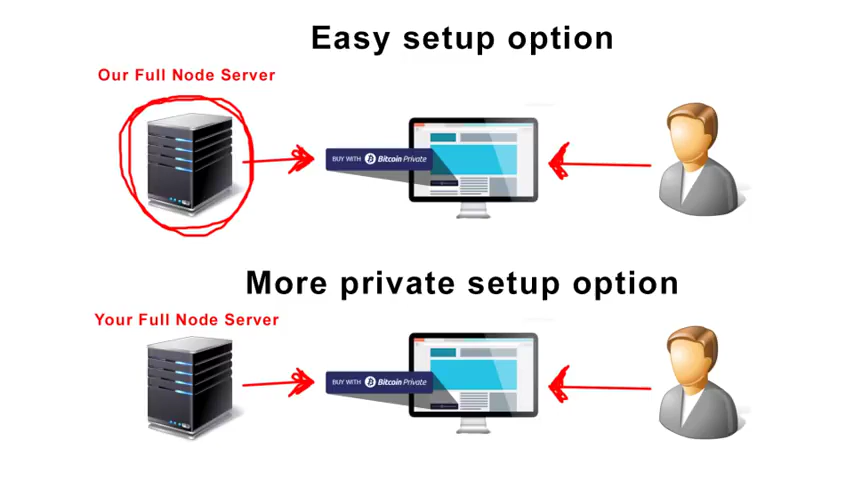 Easy setup option
Our Full Node Server
BUY WITH Bitcoin Private
More private setup option
Your Full Node Server
BUY WITH Bitcoin Private